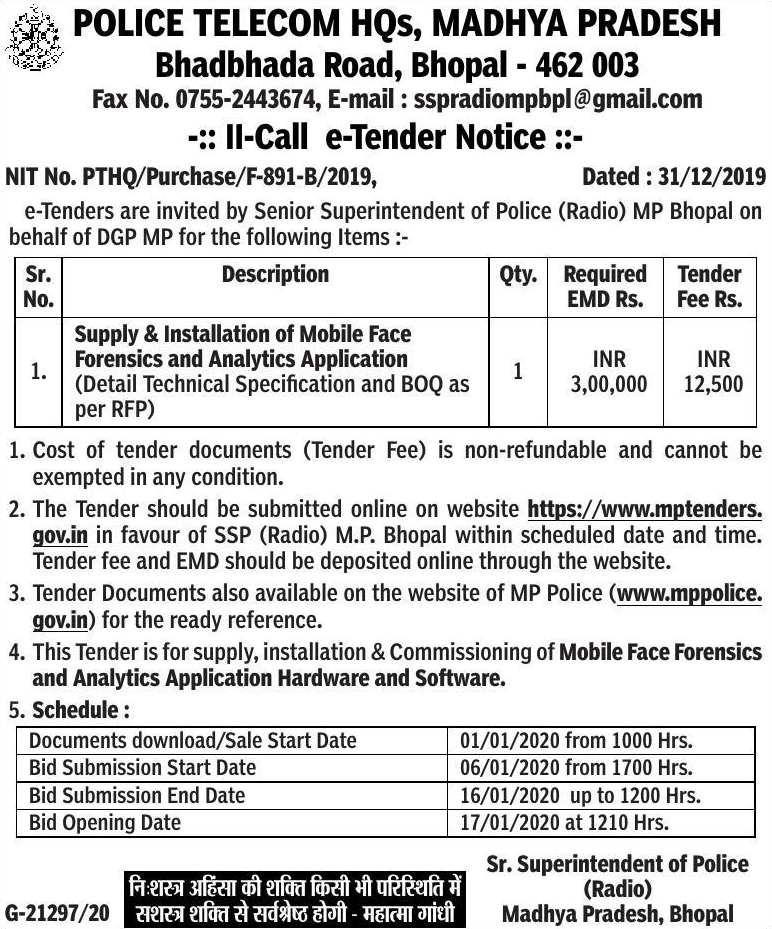 POLICE TELECOM HQs, MADHYA PRADESH
Bhadbhada Road, Bhopal - 462 003
Fax No. 0755-2443674, E-mail : sspradiompbpl@gmail.com
-:: II-Call e-Tender Notice ::-
NIT No. PTHQ/Purchase/F-891-B/2019, Dated : 31/12/2019
e-Tenders are invited by Senior Superintendent of Police (Radio) MP Bhopal on
behalf of DGP MP for the following Items :-
Sr. No. Description Qty. Required EMD Rs. Tender Fee Rs.
1. Supply & Installation of Mobile Face
Forensics and Analytics Application
(Detail Technical Specification and BOQ as
per RFP)
1 INR 3,00,000 INR 12,500
1. Cost of tender documents (Tender Fee) is non-refundable and cannot be
exempted in any condition.
2. The Tender should be submitted online on website https://www.mptenders.
gov.in in favour of SSP (Radio) M.P. Bhopal within scheduled date and time.
Tender fee and EMD should be deposited online through the website.
3. Tender Documents also available on the website of MP Police (www.mppolice.
gov.in) for the ready reference.
4. This Tender is for supply, installation & Commissioning of Mobile Face Forensics
and Analytics Application Hardware and Software.
5. Schedule :
Documents download/Sale Start Date 01/01/2020 from 1000 Hrs.
Bid Submission Start Date 06/01/2020 from 1700 Hrs.
Bid Submission End Date 16/01/2020 up to 1200 Hrs.
Bid Opening Date 17/01/2020 at 1210 Hrs.
Sr. Superintendent of Police
(Radio)
Madhya Pradesh, Bhopal
निःशस्त्र अहिंसा की शक्ति किसी भी परिस्थिति में
सशस्त्र शक्ति से सर्वश्रेष्ठ होगी - महात्मा गांधी
G-21297/20